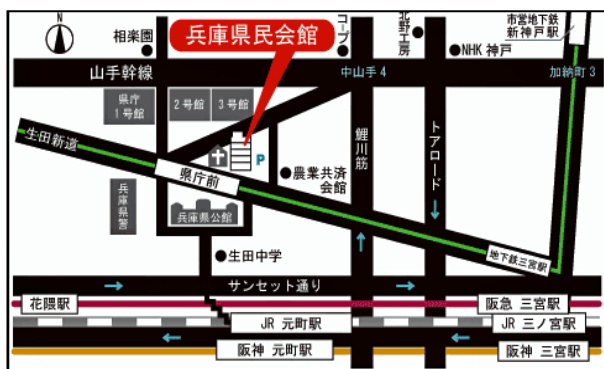 N
相楽園
兵庫県民会館
コープ
北野工房
NHK 神戸
市営地下鉄
新神戸駅
山手幹線
中山手4
加納町3
県庁
1号館
2号館
3号館
生田新道
P
県庁前
農業共済
会館
鯉川筋
トアロード
兵庫県警
兵庫県公館
生田中学
地下鉄三宮駅
サンセット通り
花隈駅
阪急 三宮駅
JR 元町駅
JR 三ノ宮駅
阪神 元町駅
阪神 三宮駅